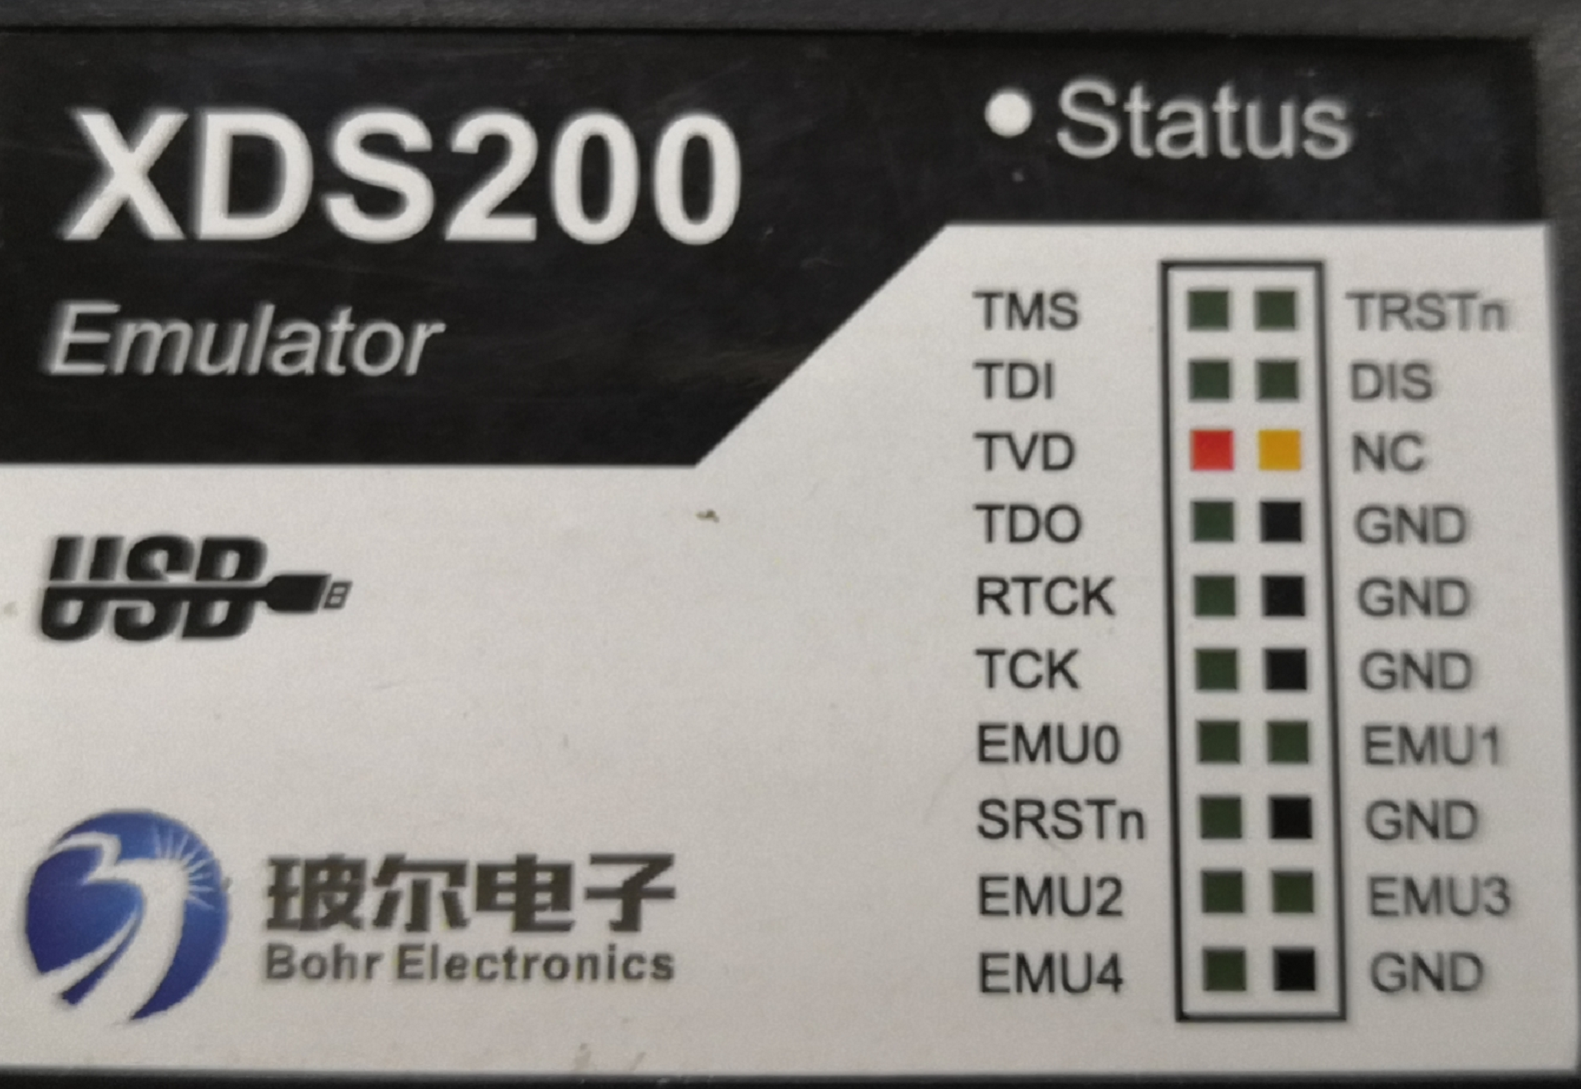 XDS200
Status
Emulator
TMS TRSTn
TDI DIS
TVD NC
TDO GND
RTCK GND
TCK GND
EMU0 EMU1
SRSTn GND
EMU2 EMU3
EMU4 GND
USB
玻尔电子
Bohr Electronics